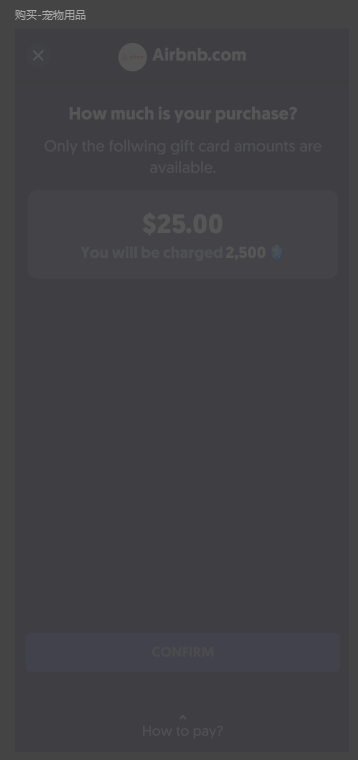 购买-宠物用品
Airbnb.com
How much is your purchase?
Only the follwing gift card amounts are
available.
$25.00
You will be charged 2,500
CONFIRM
How to pay?